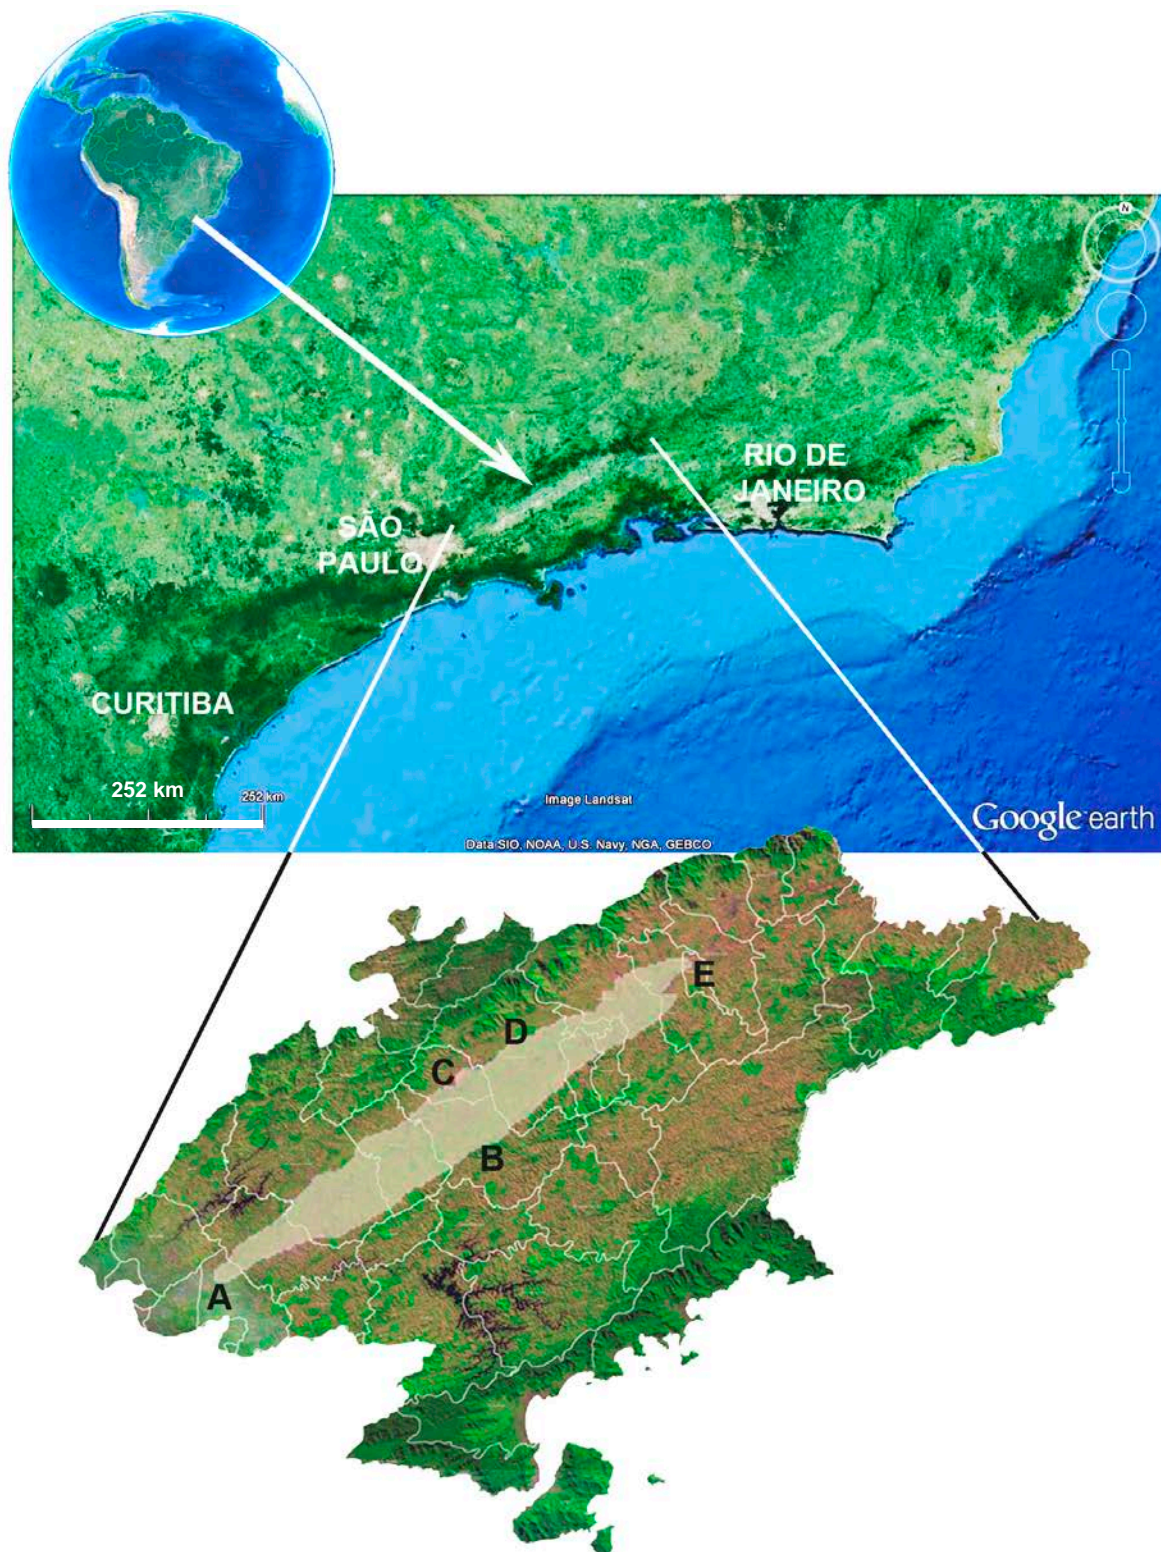 N
RIO DE
JANEIRO
SÃO
PAULO
CURITIBA
252 km
252 km
Image Landsat
Google earth
Data SIO, NOAA, U.S. Navy, NGA, GEBCO
E
D
C
B
A